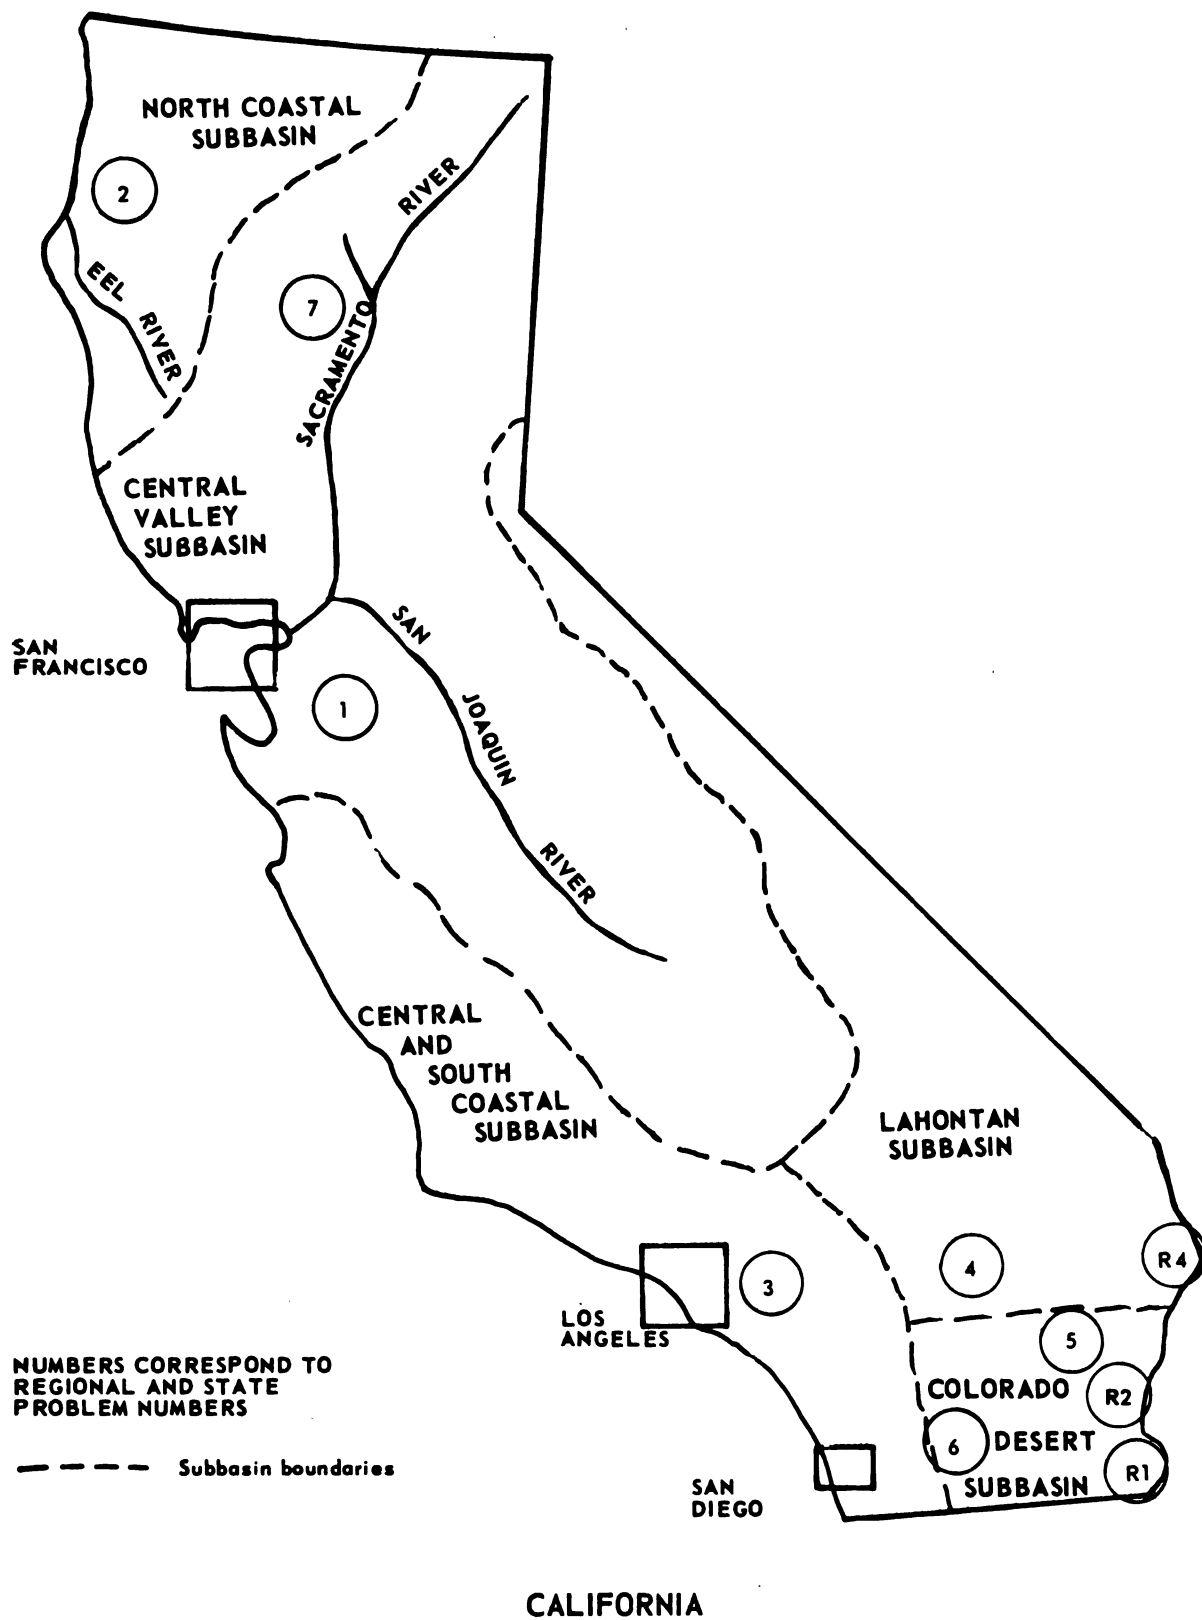 NORTH COASTAL
SUBBASIN
2
RIVER
EEL
RIVER
7
SACRAMENTO
CENTRAL
VALLEY
SUBBASIN
SAN
FRANCISCO
SAN
JOAQUIN
RIVER
1
CENTRAL
AND
SOUTH
COASTAL
SUBBASIN
LAHONTAN
SUBBASIN
R4
4
3
LOS
ANGELES
5
COLORADO
R2
6
DESERT
R1
SUBBASIN
NUMBERS CORRESPOND TO
REGIONAL AND STATE
PROBLEM NUMBERS
Subbasin boundaries
SAN
DIEGO
CALIFORNIA